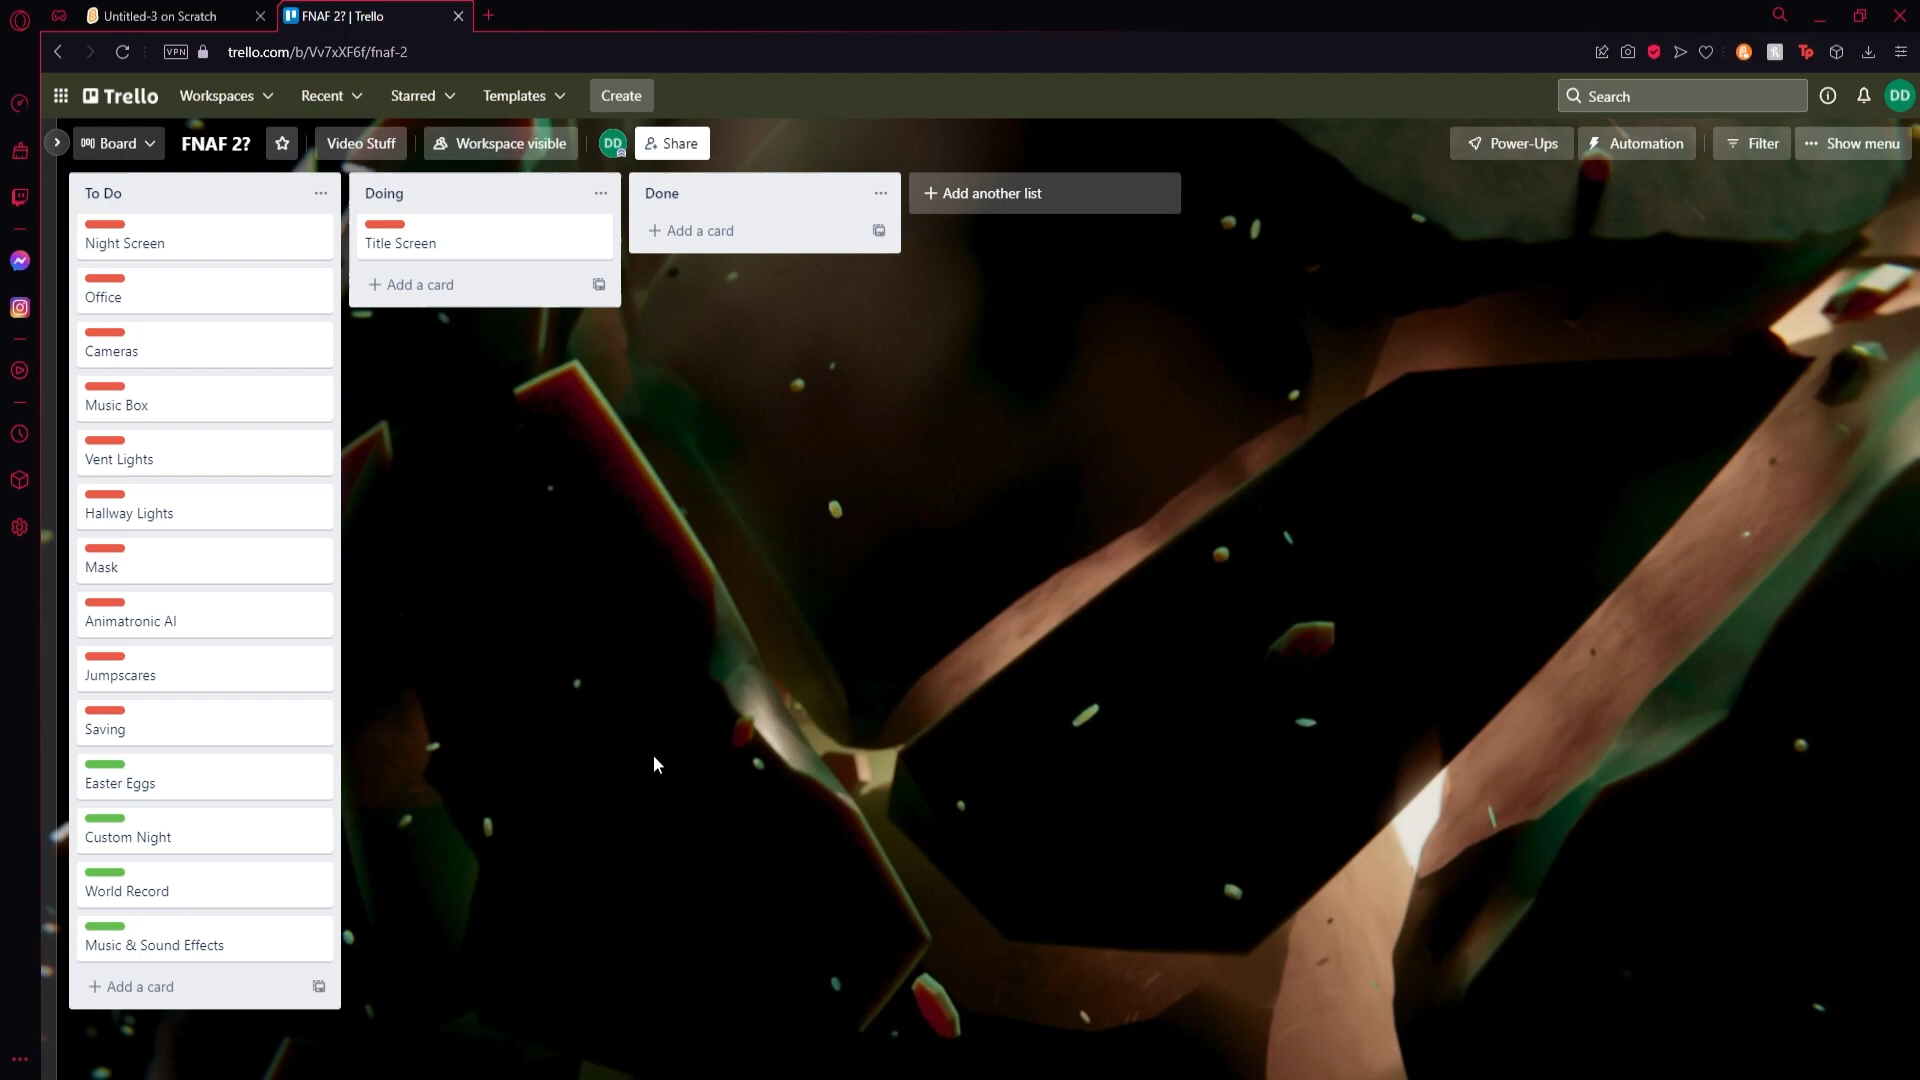 Untitled-3 on Scratch
FNAF 2? | Trello
VPN
trello.com/b/Vv7xXF6f/fnaf-2
Tp
Trello
Workspaces
Recent
Starred
Templates
Create
Search
DD
Board
FNAF 2?
Video Stuff
Workspace visible
DD
Share
Power-Ups
Automation
Filter
Show menu
To Do
Night Screen
Office
Cameras
Music Box
Vent Lights
Hallway Lights
Mask
Animatronic AI
Jumpscares
Saving
Easter Eggs
Custom Night
World Record
Music & Sound Effects
+ Add a card
Doing
Title Screen
+ Add a card
Done
+ Add a card
+ Add another list